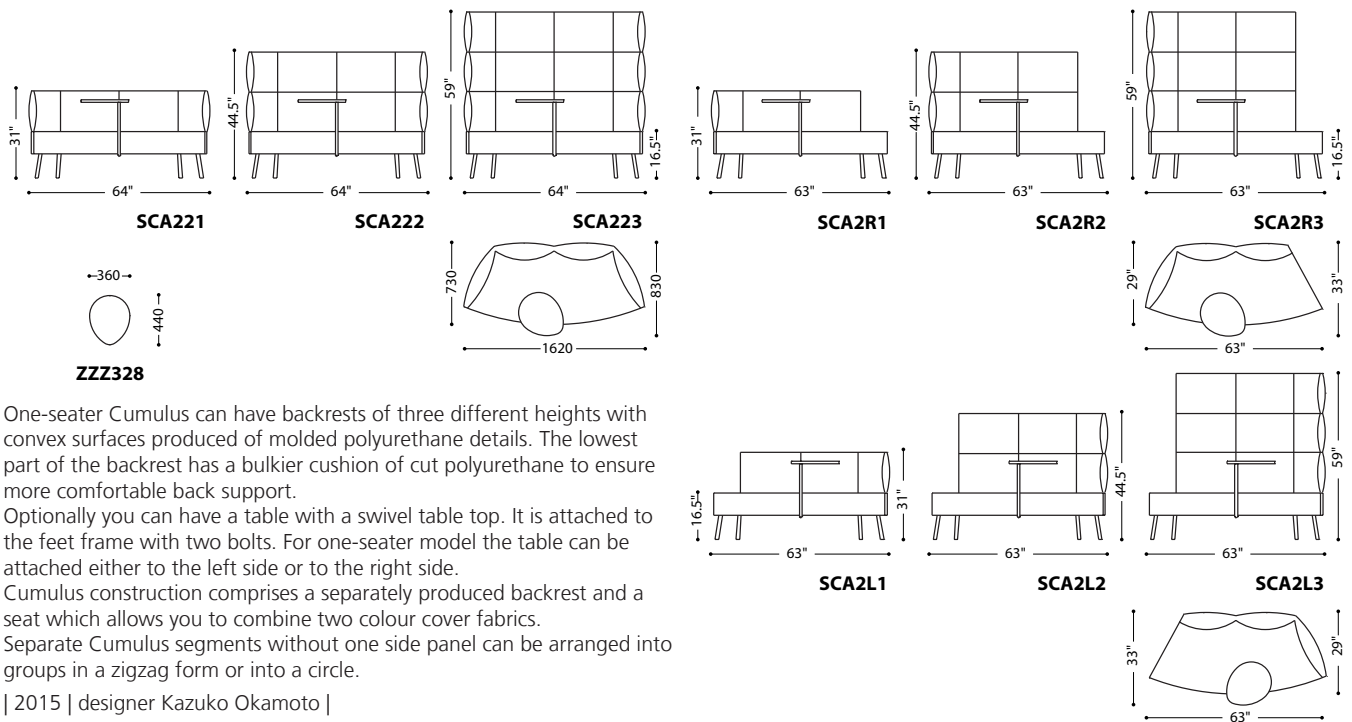 31"
64"
SCA221
44.5"
64"
SCA222
59"
16.5"
64"
SCA223
31"
63"
SCA2R1
44.5"
63"
SCA2R2
59"
16.5"
63"
SCA2R3
360
440
ZZZ328
730
830
1620
29"
33"
63"
One-seater Cumulus can have backrests of three different heights with
convex surfaces produced of molded polyurethane details. The lowest
part of the backrest has a bulkier cushion of cut polyurethane to ensure
more comfortable back support.
Optionally you can have a table with a swivel table top. It is attached to
the feet frame with two bolts. For one-seater model the table can be
attached either to the left side or to the right side.
Cumulus construction comprises a separately produced backrest and a
seat which allows you to combine two colour cover fabrics.
Separate Cumulus segments without one side panel can be arranged into
groups in a zigzag form or into a circle.
| 2015 | designer Kazuko Okamoto |
16.5"
31"
63"
SCA2L1
44.5"
63"
SCA2L2
59"
63"
SCA2L3
33"
29"
63"